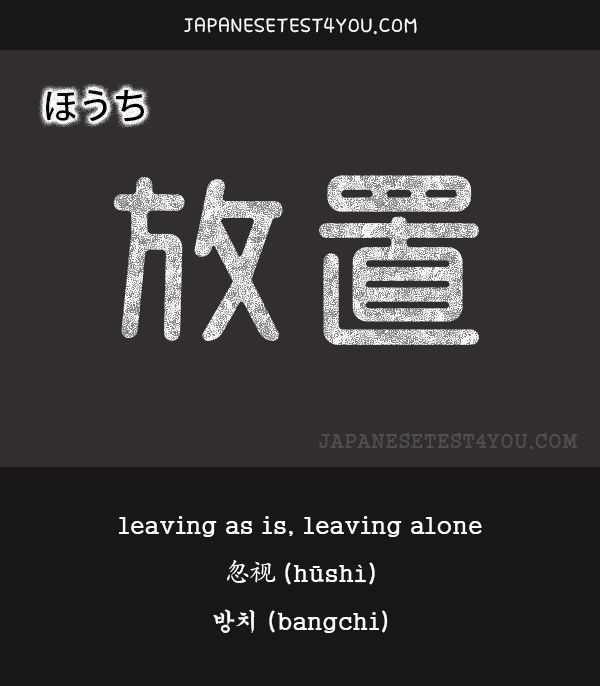 JAPANESETEST4YOU.COM
ほうち
放置
JAPANESETEST4YOU.COM
leaving as is, leaving alone
忽视 (hūshì)
방치 (bangchi)